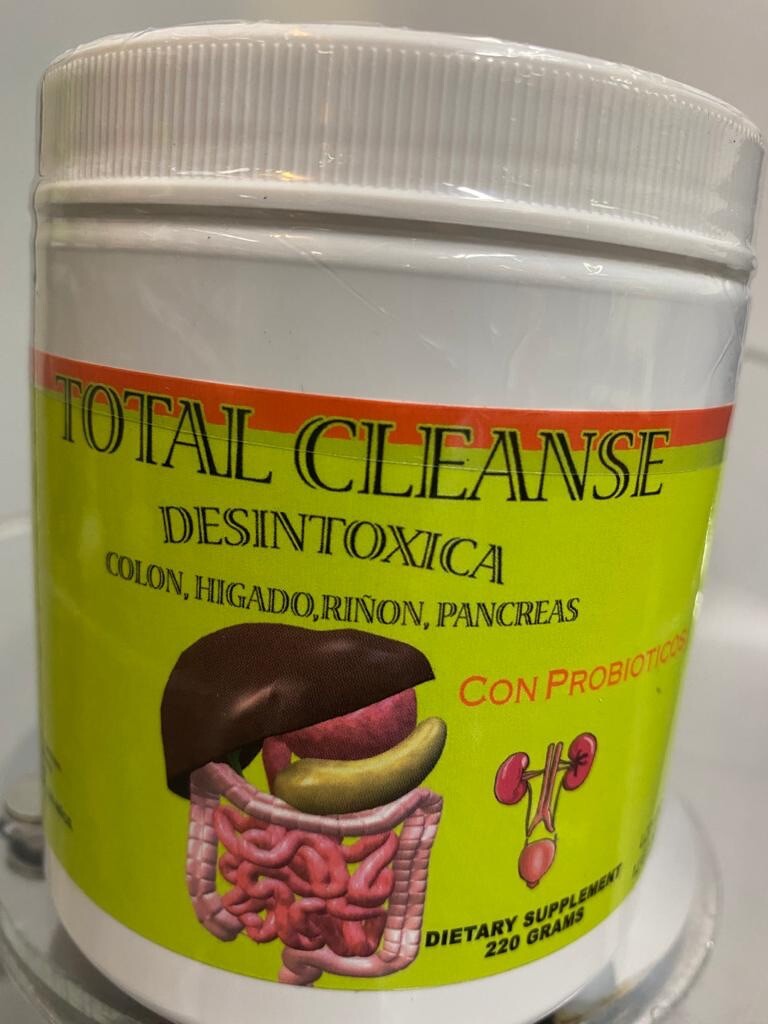 TOTAL CLEANSE
DESINTOXICA
COLON, HIGADO,RIÑON, PANCREAS
CON PROBIOTICOS
DIETARY SUPPLEMENT
220 GRAMS